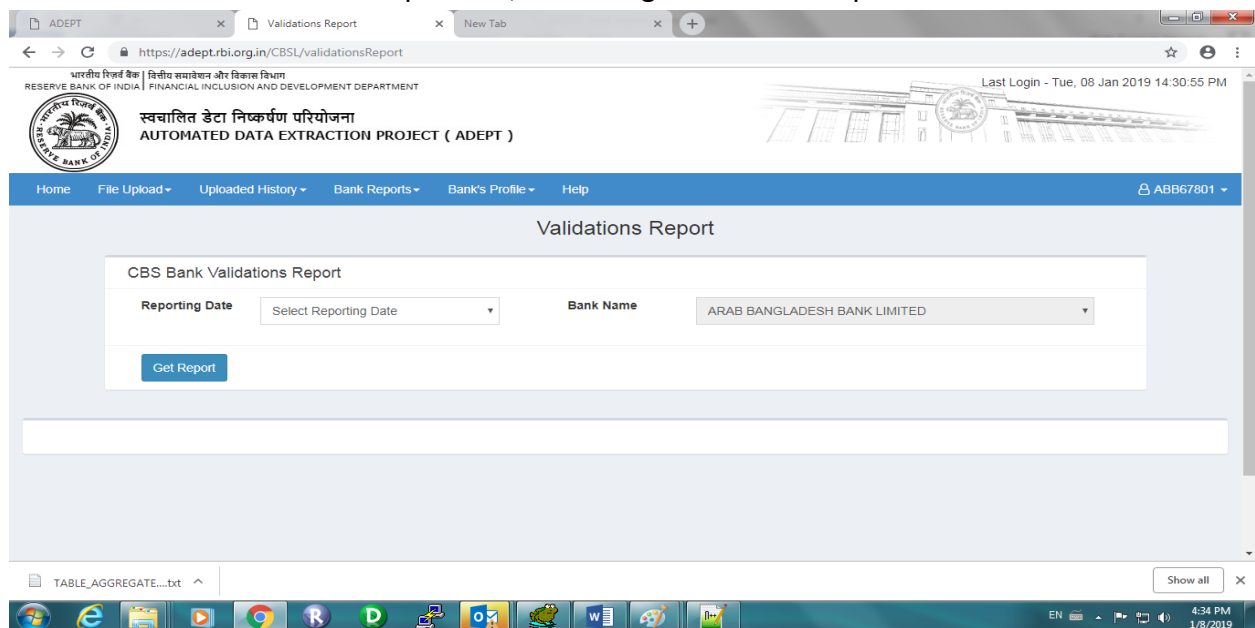 ADEPT
Validations Report
New Tab
https://adept.rbi.org.in/CBSL/validationsReport
भारतीय रिज़र्व बैंक | वित्तीय समावेशन और विकास विभाग
RESERVE BANK OF INDIA | FINANCIAL INCLUSION AND DEVELOPMENT DEPARTMENT
Last Login - Tue, 08 Jan 2019 14:30:55 PM
स्वचालित डेटा निष्कर्षण परियोजना
AUTOMATED DATA EXTRACTION PROJECT ( ADEPT )
Home File Upload Uploaded History Bank Reports Bank's Profile Help ABB67801
Validations Report
CBS Bank Validations Report
Reporting Date Select Reporting Date Bank Name ARAB BANGLADESH BANK LIMITED
Get Report
TABLE_AGGREGATE....txt Show all
EN 4:34 PM
1/8/2019